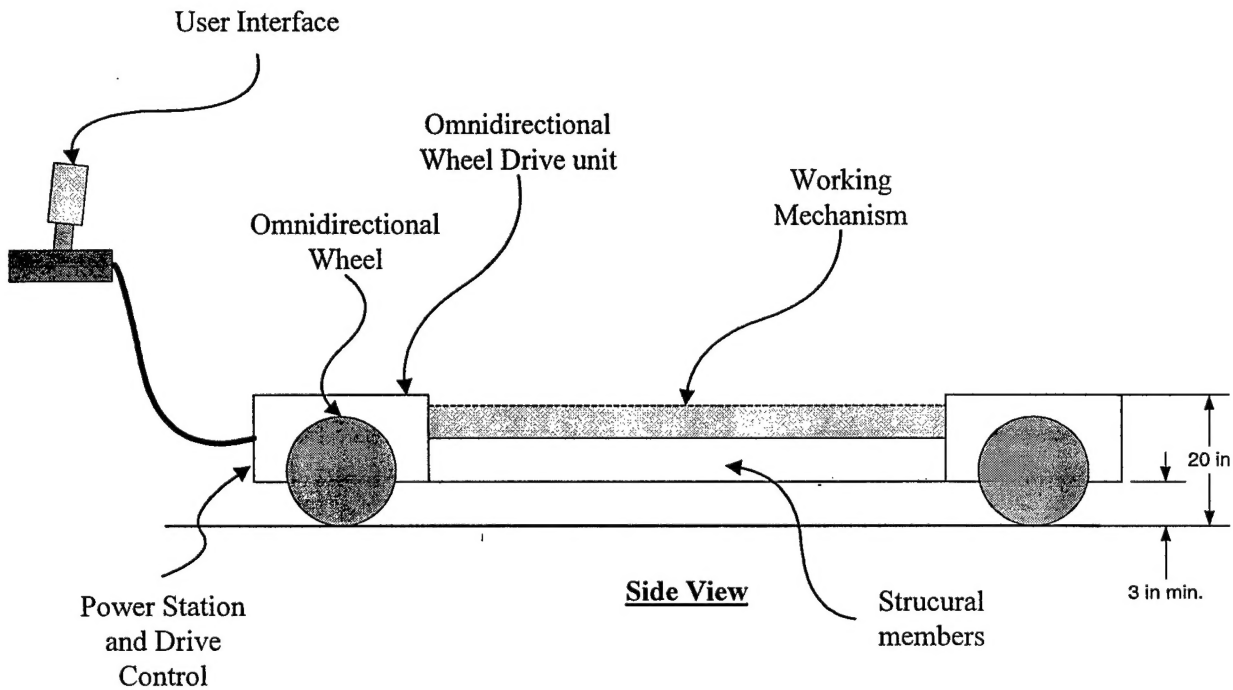 User Interface
Omnidirectional
Wheel Drive unit
Working
Mechanism
Omnidirectional
Wheel
20 in
3 in min.
Side View
Power Station
and Drive
Control
Strucural
members